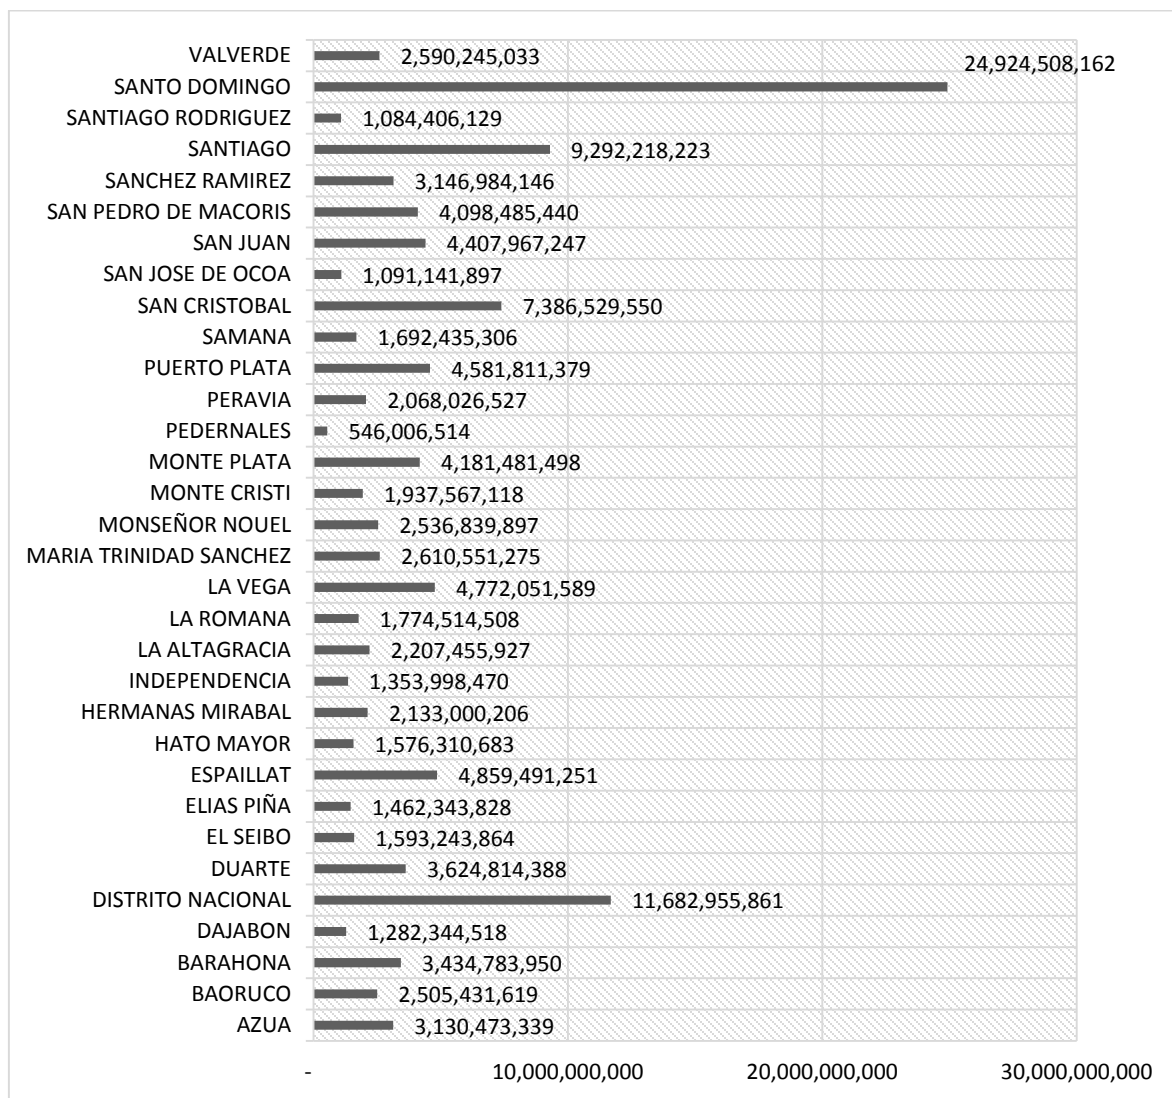 VALVERDE 2,590,245,033
SANTO DOMINGO 24,924,508,162
SANTIAGO RODRIGUEZ 1,084,406,129
SANTIAGO 9,292,218,223
SANCHEZ RAMIREZ 3,146,984,146
SAN PEDRO DE MACORIS 4,098,485,440
SAN JUAN 4,407,967,247
SAN JOSE DE OCOA 1,091,141,897
SAN CRISTOBAL 7,386,529,550
SAMANA 1,692,435,306
PUERTO PLATA 4,581,811,379
PERAVIA 2,068,026,527
PEDERNALES 546,006,514
MONTE PLATA 4,181,481,498
MONTE CRISTI 1,937,567,118
MONSEÑOR NOUEL 2,536,839,897
MARIA TRINIDAD SANCHEZ 2,610,551,275
LA VEGA 4,772,051,589
LA ROMANA 1,774,514,508
LA ALTAGRACIA 2,207,455,927
INDEPENDENCIA 1,353,998,470
HERMANAS MIRABAL 2,133,000,206
HATO MAYOR 1,576,310,683
ESPAILLAT 4,859,491,251
ELIAS PIÑA 1,462,343,828
EL SEIBO 1,593,243,864
DUARTE 3,624,814,388
DISTRITO NACIONAL 11,682,955,861
DAJABON 1,282,344,518
BARAHONA 3,434,783,950
BAORUCO 2,505,431,619
AZUA 3,130,473,339
- 10,000,000,000 20,000,000,000 30,000,000,000